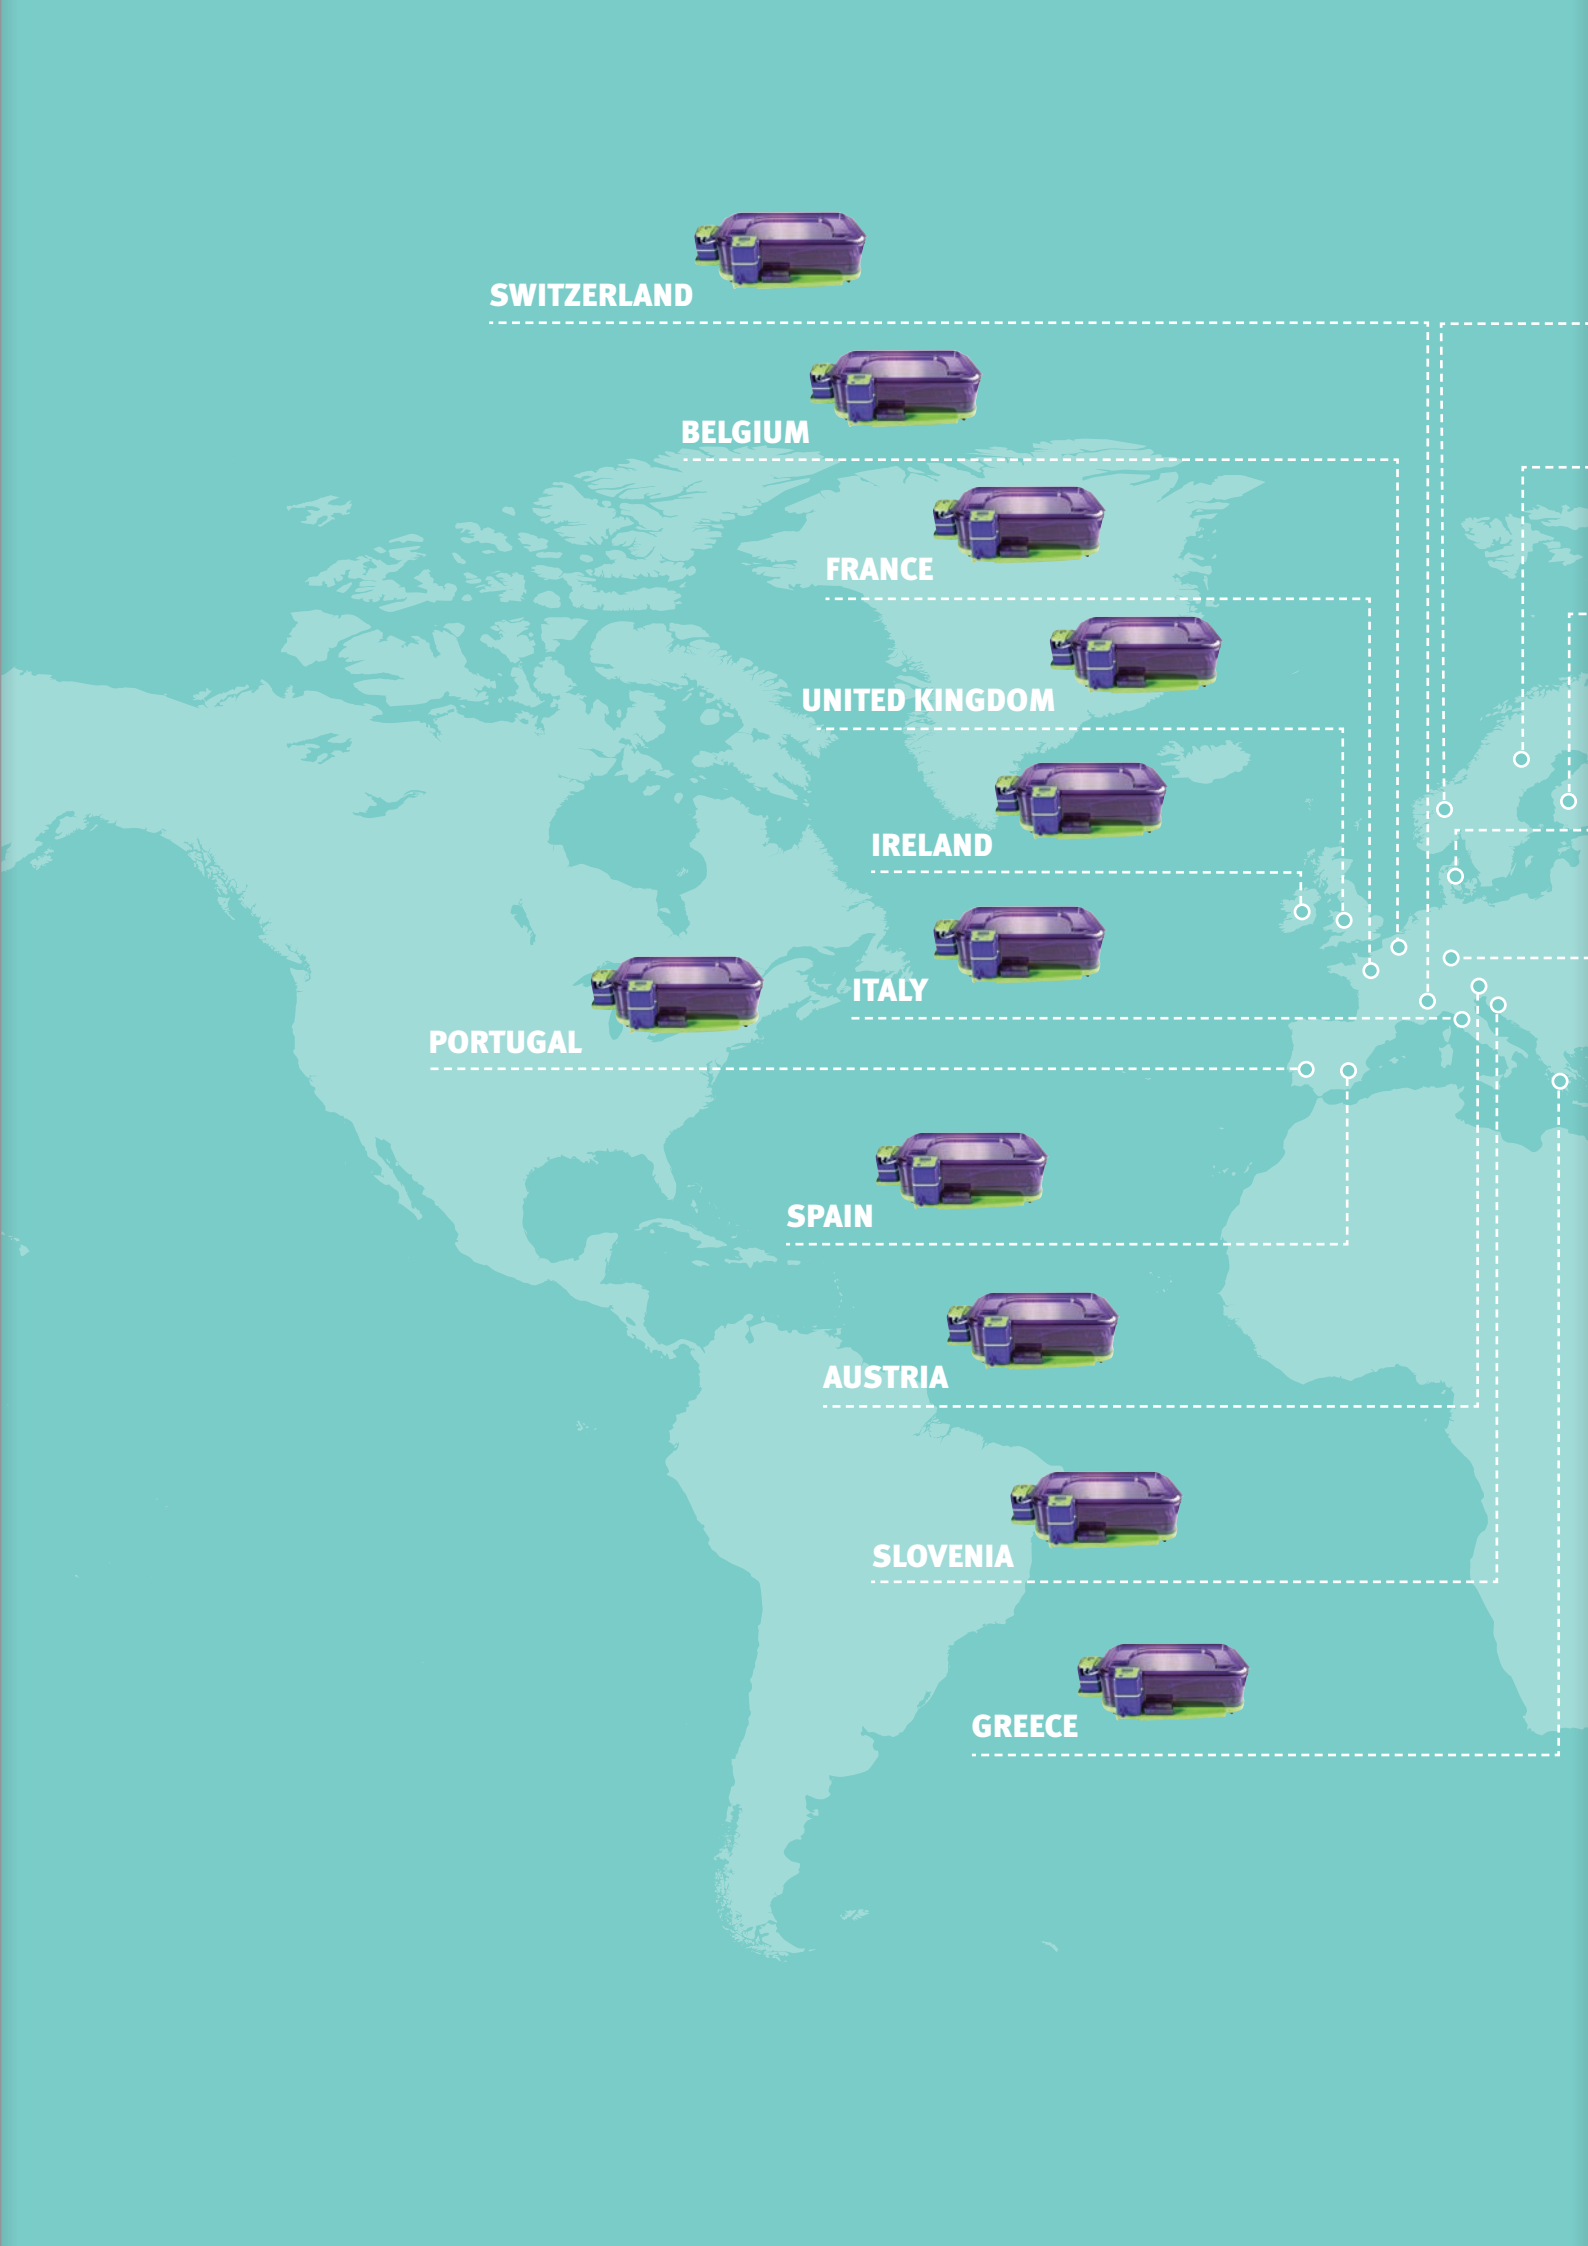 SWITZERLAND
BELGIUM
FRANCE
UNITED KINGDOM
IRELAND
ITALY
PORTUGAL
SPAIN
AUSTRIA
SLOVENIA
GREECE